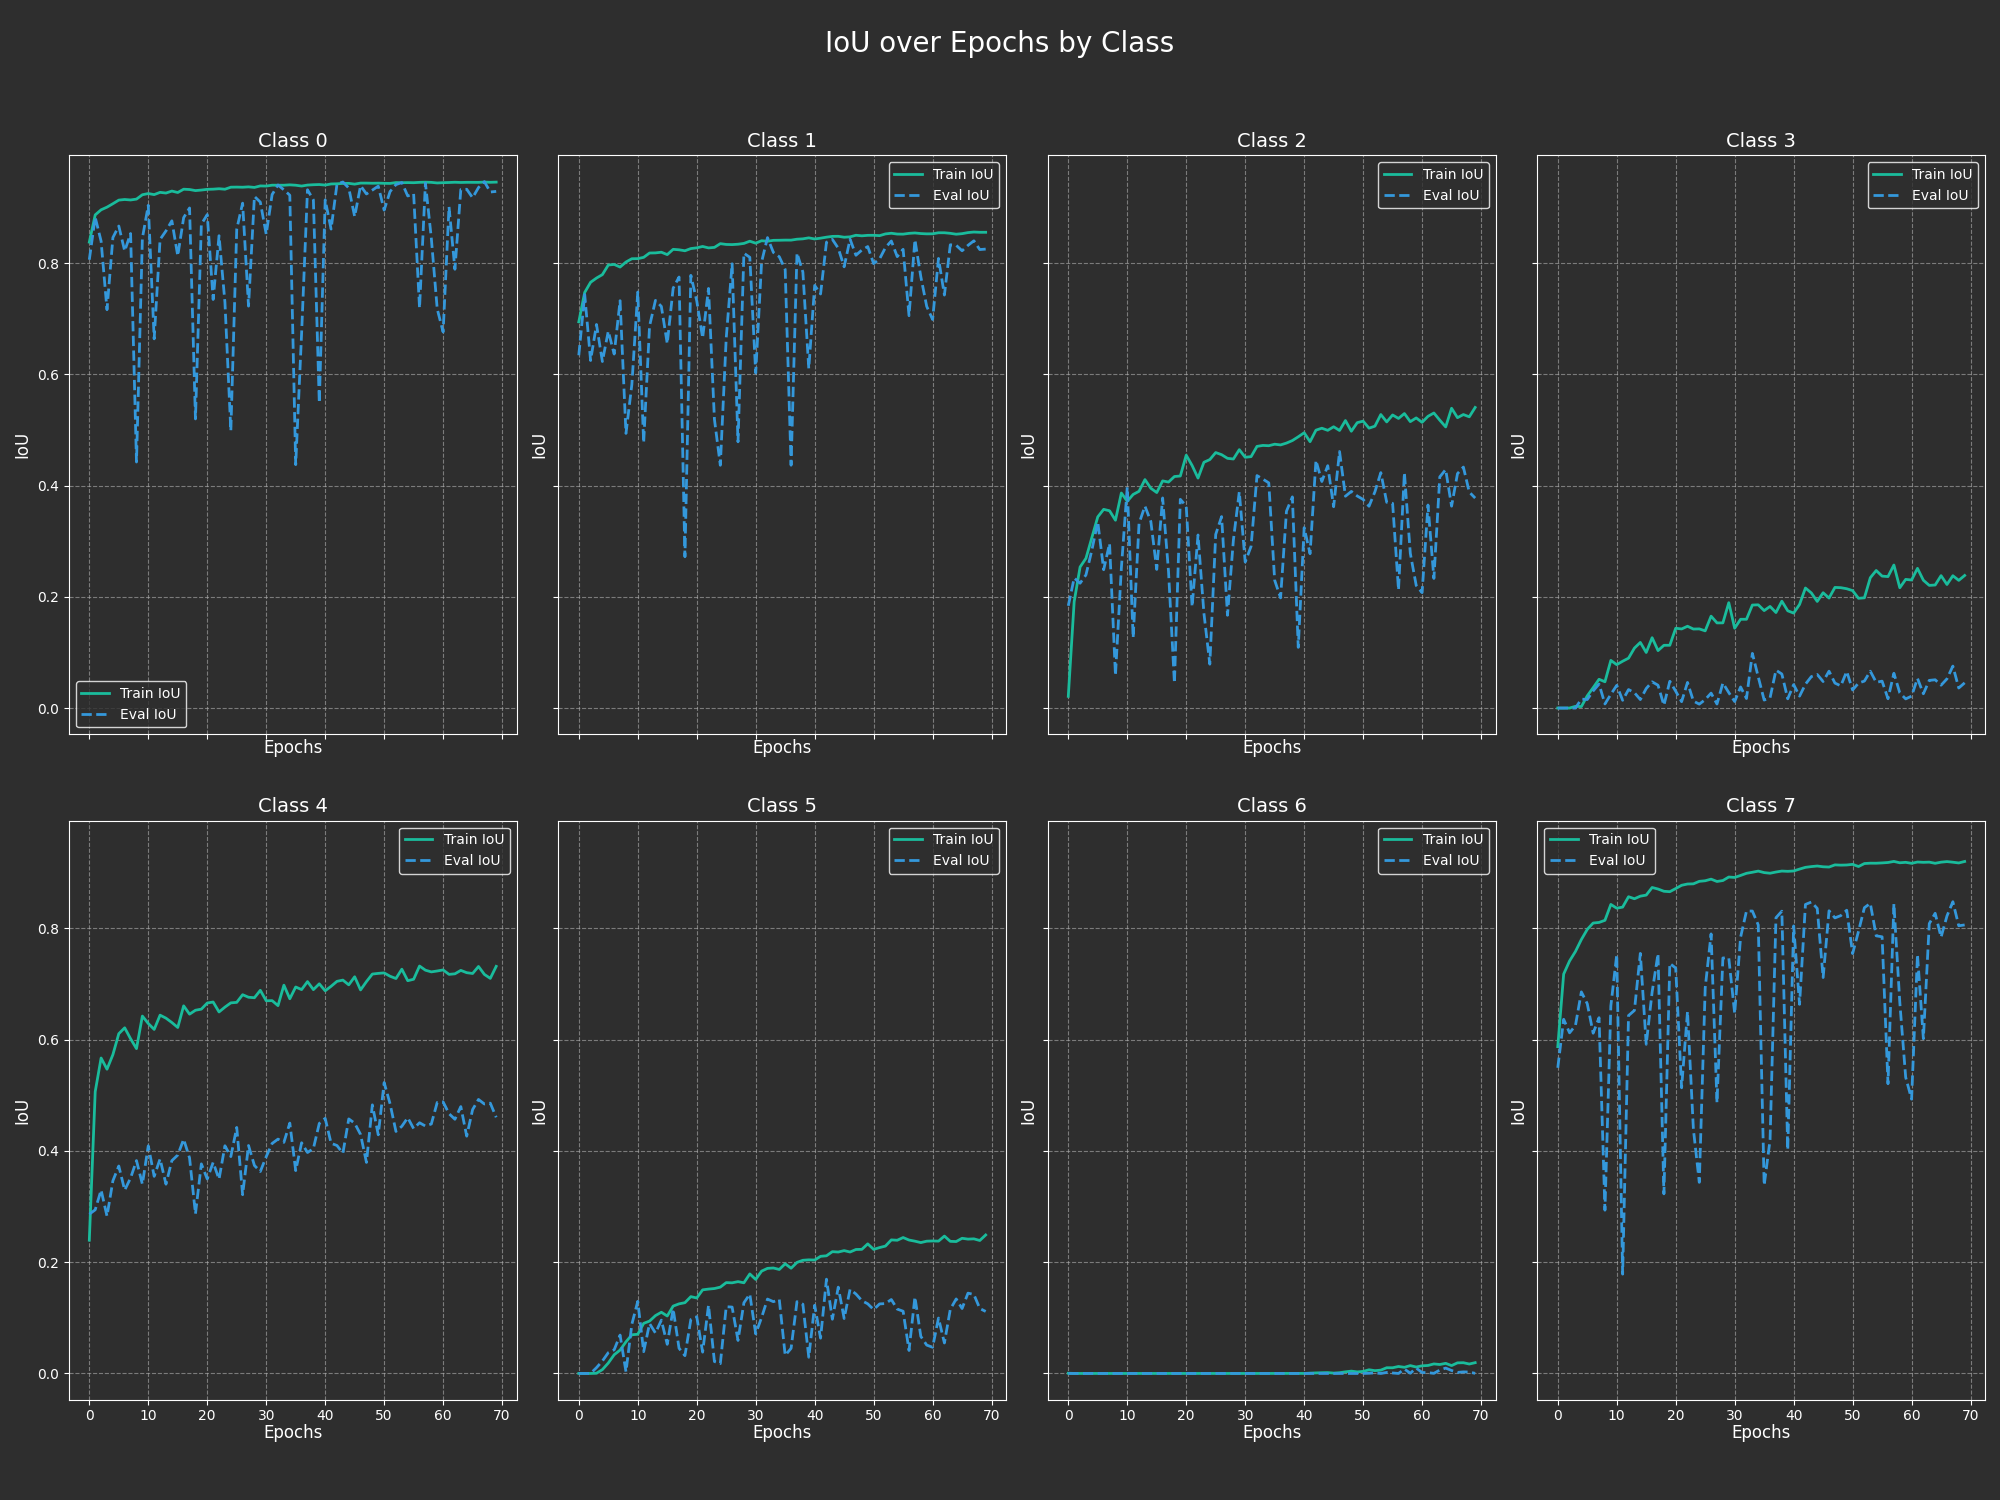 IoU over Epochs by Class
Class 0
IoU
0.8
0.6
0.4
0.2
0.0
Train IoU
Eval IoU
Epochs
Class 1
IoU
Train IoU
Eval IoU
Epochs
Class 2
IoU
Train IoU
Eval IoU
Epochs
Class 3
IoU
Train IoU
Eval IoU
Epochs
Class 4
IoU
0.8
0.6
0.4
0.2
0.0
Train IoU
Eval IoU
0 10 20 30 40 50 60 70
Epochs
Class 5
IoU
Train IoU
Eval IoU
0 10 20 30 40 50 60 70
Epochs
Class 6
IoU
Train IoU
Eval IoU
0 10 20 30 40 50 60 70
Epochs
Class 7
IoU
Train IoU
Eval IoU
0 10 20 30 40 50 60 70
Epochs